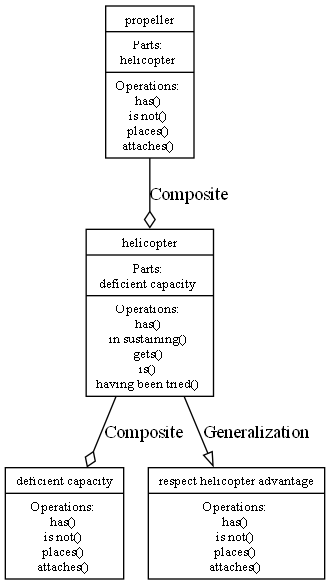 propeller
Parts:
helicopter
Operations:
has()
is not()
places()
attaches()
Composite
helicopter
Parts:
deficient capacity
Operations:
has()
in sustaining()
gets()
is()
having been tried()
Composite
Generalization
deficient capacity
Operations:
has()
is not()
places()
attaches()
respect helicopter advantage
Operations:
has()
is not()
places()
attaches()